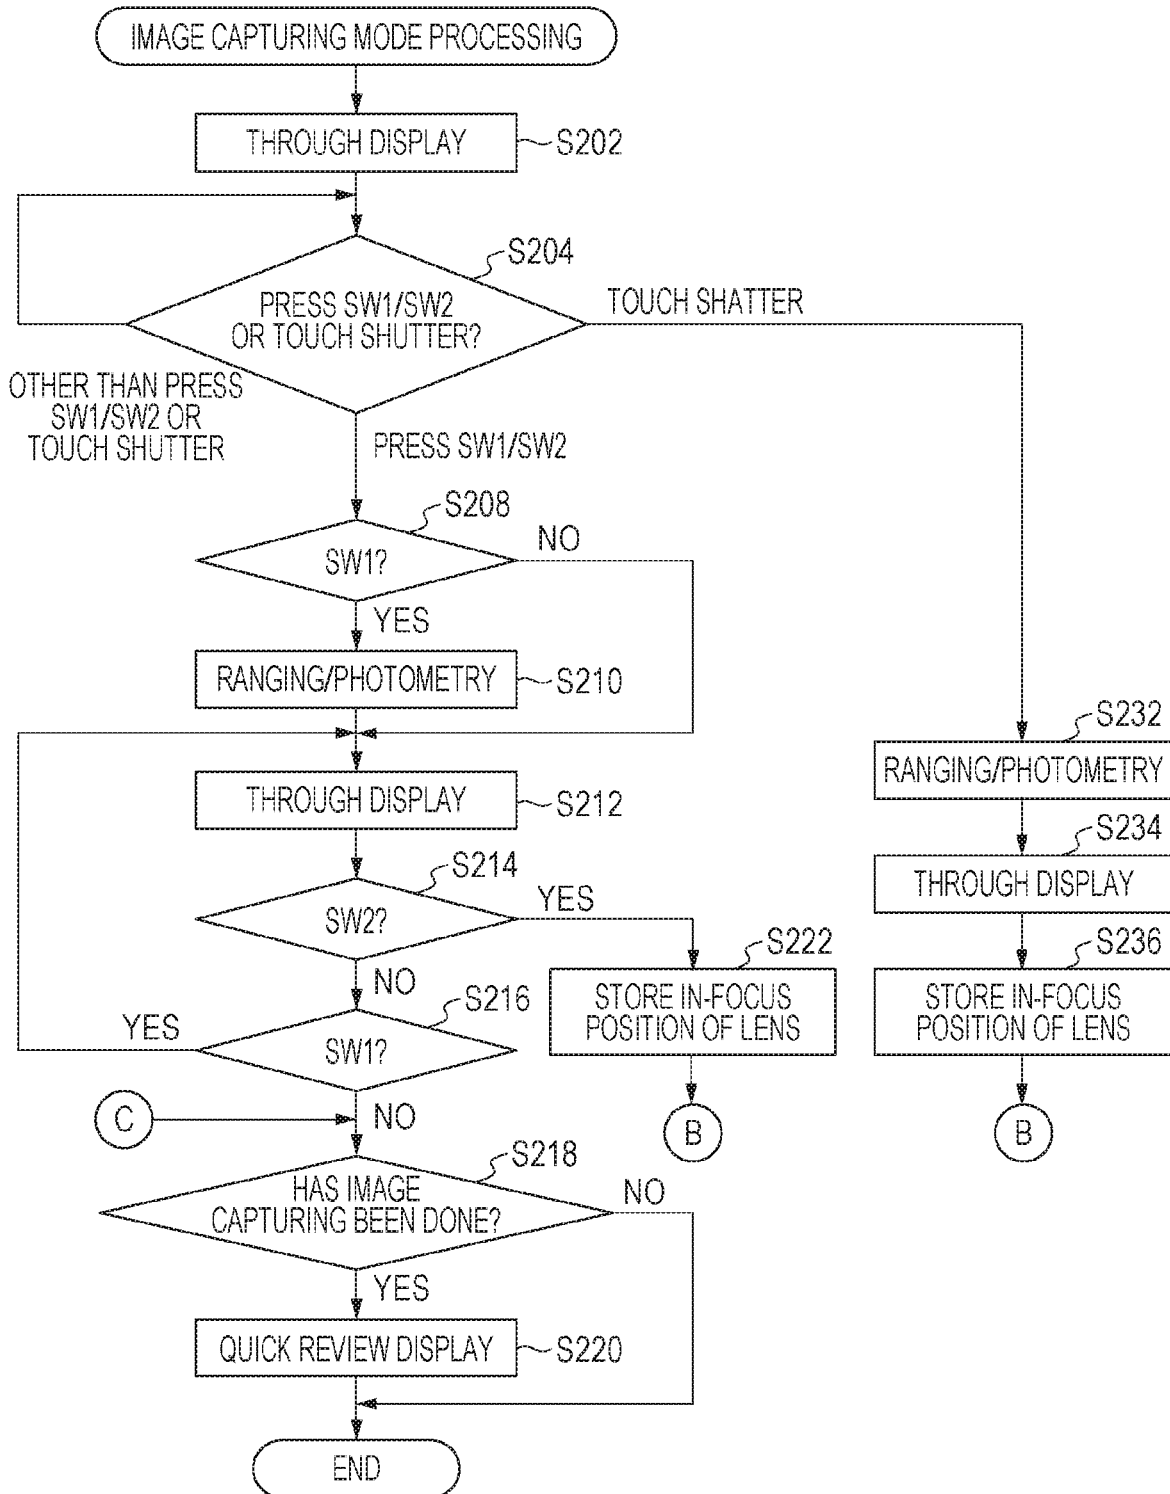 IMAGE CAPTURING MODE PROCESSING
THROUGH DISPLAY
S202
S204
PRESS SW1/SW2
OR TOUCH SHUTTER?
TOUCH SHATTER
OTHER THAN PRESS
SW1/SW2 OR
TOUCH SHUTTER
PRESS SW1/SW2
S208
SW1?
NO
YES
RANGING/PHOTOMETRY
S210
S232
RANGING/PHOTOMETRY
THROUGH DISPLAY
S212
S234
THROUGH DISPLAY
S214
SW2?
YES
NO
S222
STORE IN-FOCUS
POSITION OF LENS
S236
STORE IN-FOCUS
POSITION OF LENS
S216
SW1?
YES
NO
C
B
B
S218
HAS IMAGE
CAPTURING BEEN DONE?
NO
YES
QUICK REVIEW DISPLAY
S220
END